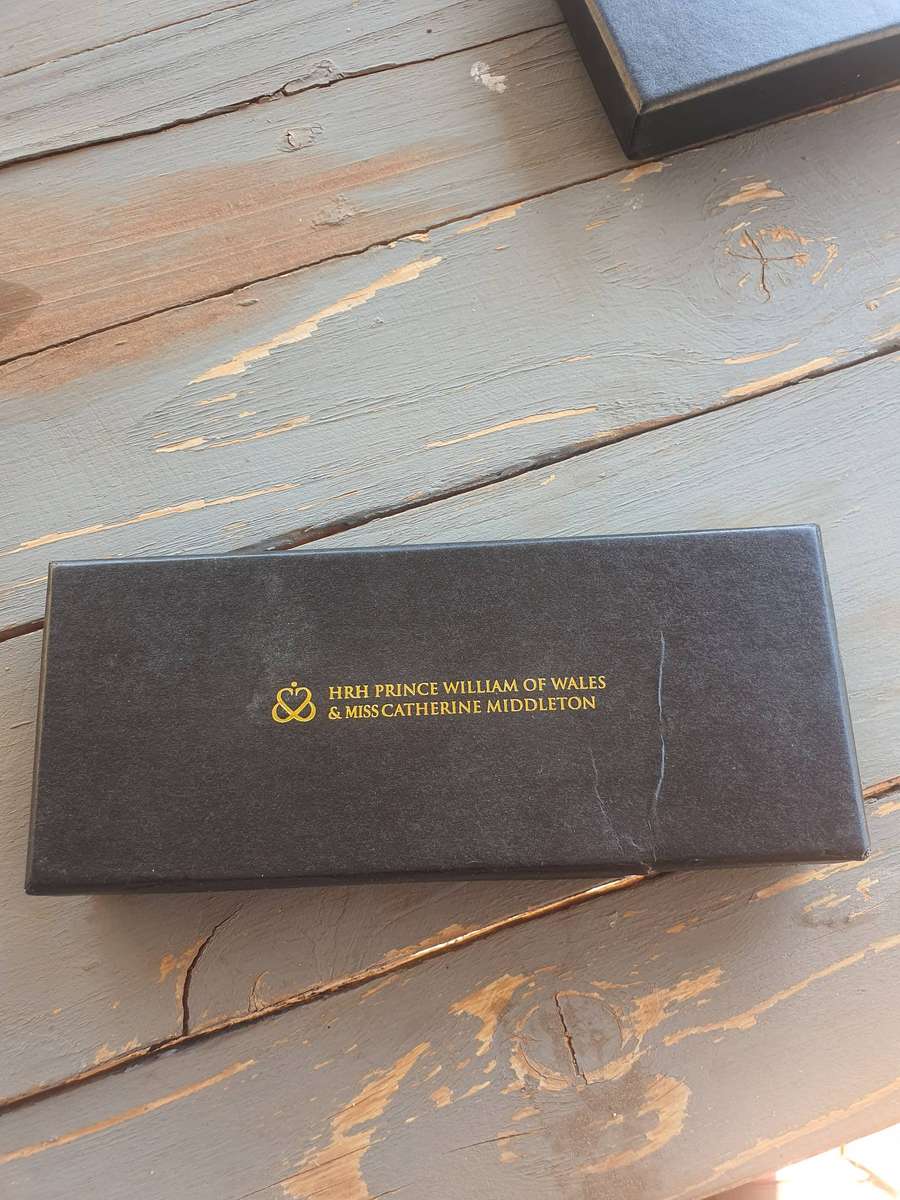 HRH PRINCE WILLIAM OF WALES
& MISS CATHERINE MIDDLETON